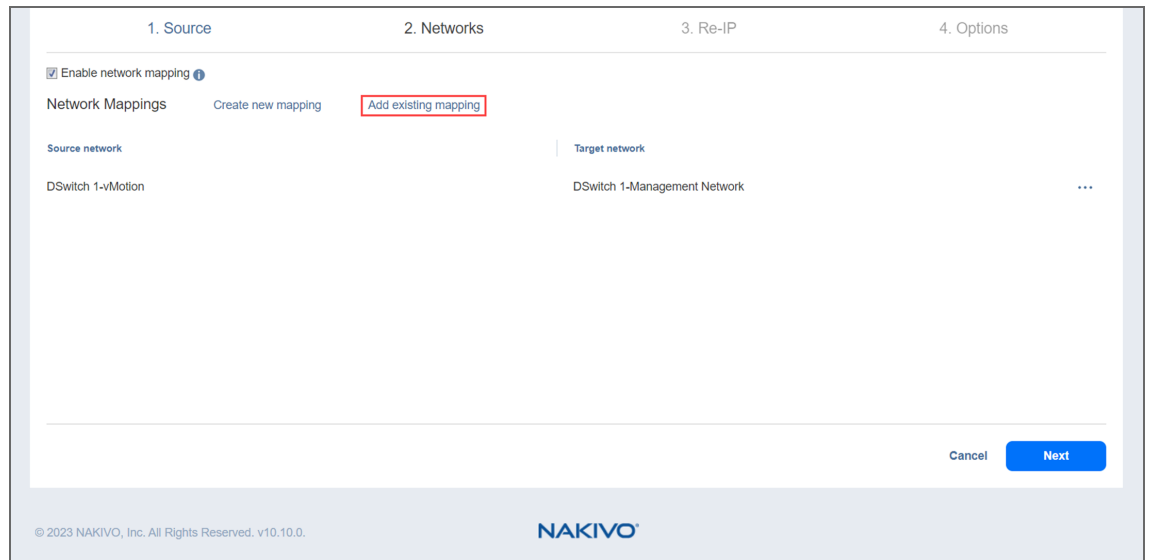 1. Source 2. Networks 3. Re-IP 4. Options
Enable network mapping i
Network Mappings Create new mapping Add existing mapping
Source network Target network
DSwitch 1-vMotion DSwitch 1-Management Network ...
Cancel Next
© 2023 NAKIVO, Inc. All Rights Reserved. v10.10.0. NAKIVO®